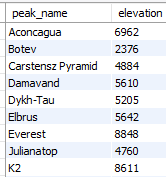 peak_name elevation
Aconcagua 6962
Botev 2376
Carstensz Pyramid 4884
Damavand 5610
Dykh-Tau 5205
Elbrus 5642
Everest 8848
Julianatop 4760
K2 8611